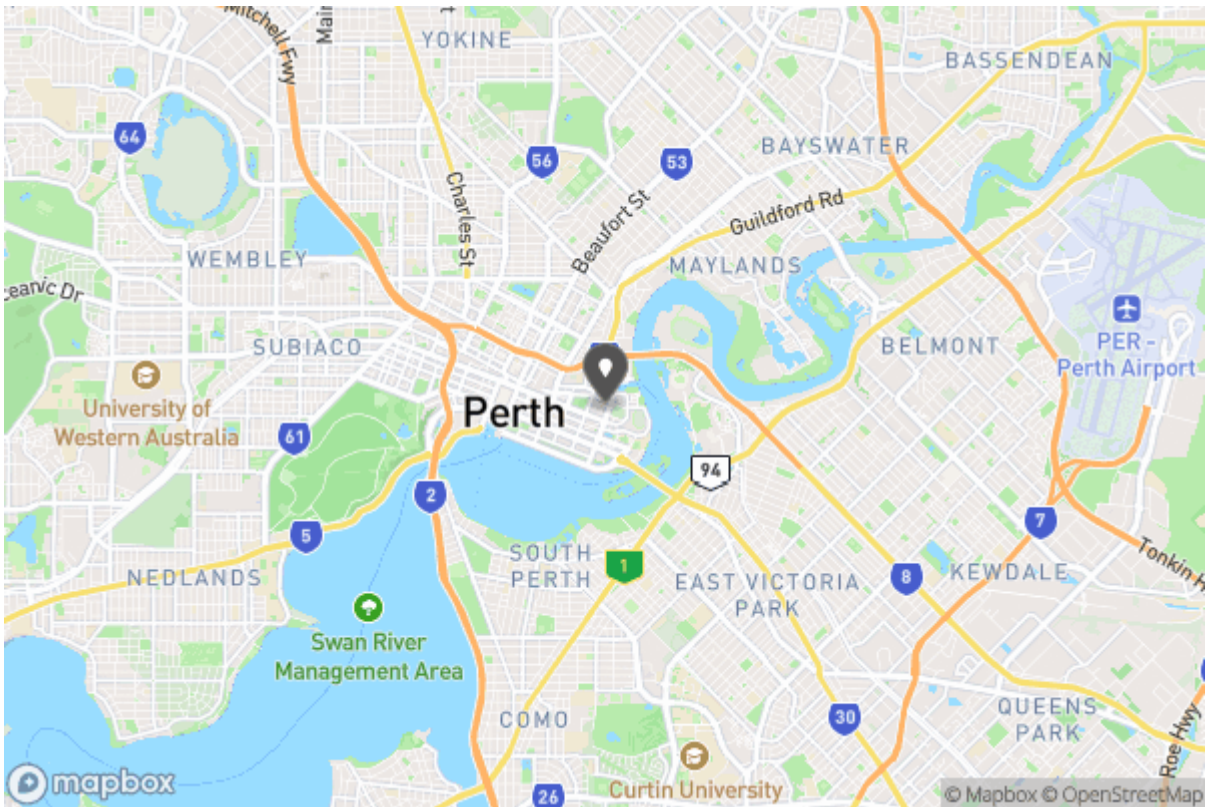 Mitchell Fwy
Main
YOKINE
BASSENDEAN
64
56
53
BAYSWATER
Charles St
Beaufort St
Guildford Rd
WEMBLEY
MAYLANDS
ceanic Dr
SUBIACO
BELMONT
PER -
Perth Airport
University of
Western Australia
Perth
61
94
2
5
7
SOUTH
PERTH
1
Tonkin H
NEDLANDS
EAST VICTORIA
PARK
8
KEWDALE
Swan River
Management Area
COMO
30
QUEENS
PARK
Roe Hwy
Curtin University
26
mapbox
© Mapbox © OpenStreetMap